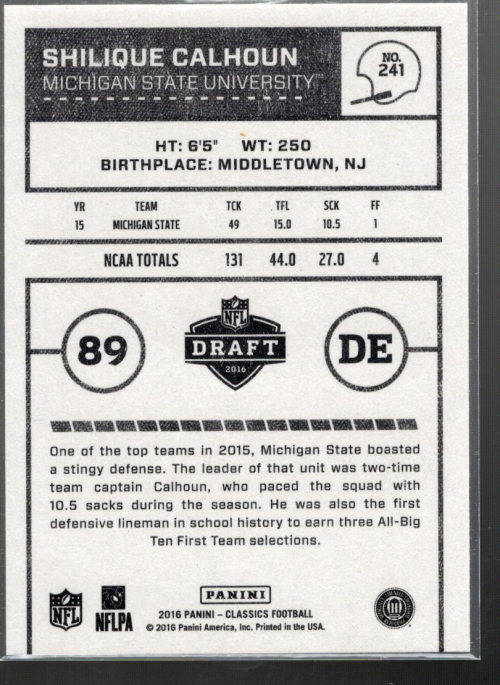 SHILIQUE CALHOUN
MICHIGAN STATE UNIVERSITY™
NO.
241
HT: 6'5" WT: 250
BIRTHPLACE: MIDDLETOWN, NJ
YR TEAM TCK TFL SCK FF
15 MICHIGAN STATE 49 15.0 10.5 1
NCAA TOTALS 131 44.0 27.0 4
89
NFL
DRAFT
2016
DE
One of the top teams in 2015, Michigan State boasted
a stingy defense. The leader of that unit was two-time
team captain Calhoun, who paced the squad with
10.5 sacks during the season. He was also the first
defensive lineman in school history to earn three All-Big
Ten First Team selections.
NFL
NFLPA
PANINI
2016 PANINI – CLASSICS FOOTBALL
© 2016 Panini America, Inc. Printed in the USA.